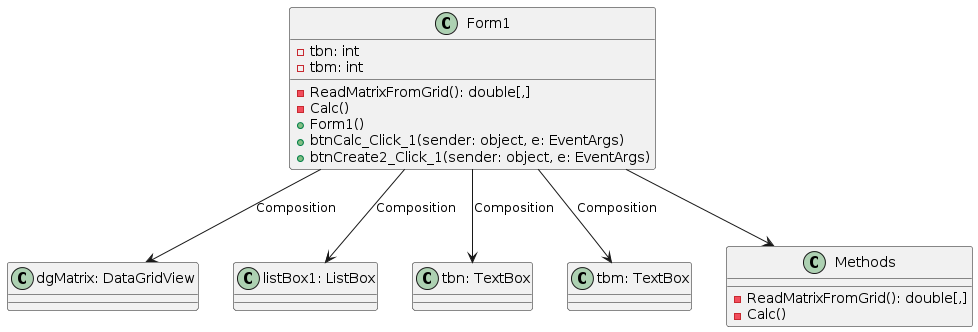 C Form1
tbn: int
tbm: int
ReadMatrixFromGrid(): double[,]
Calc()
Form1()
btnCalc_Click_1(sender: object, e: EventArgs)
btnCreate2_Click_1(sender: object, e: EventArgs)
Composition
Composition
Composition
Composition
C dgMatrix: DataGridView
C listBox1: ListBox
C tbn: TextBox
C tbm: TextBox
C Methods
ReadMatrixFromGrid(): double[,]
Calc()